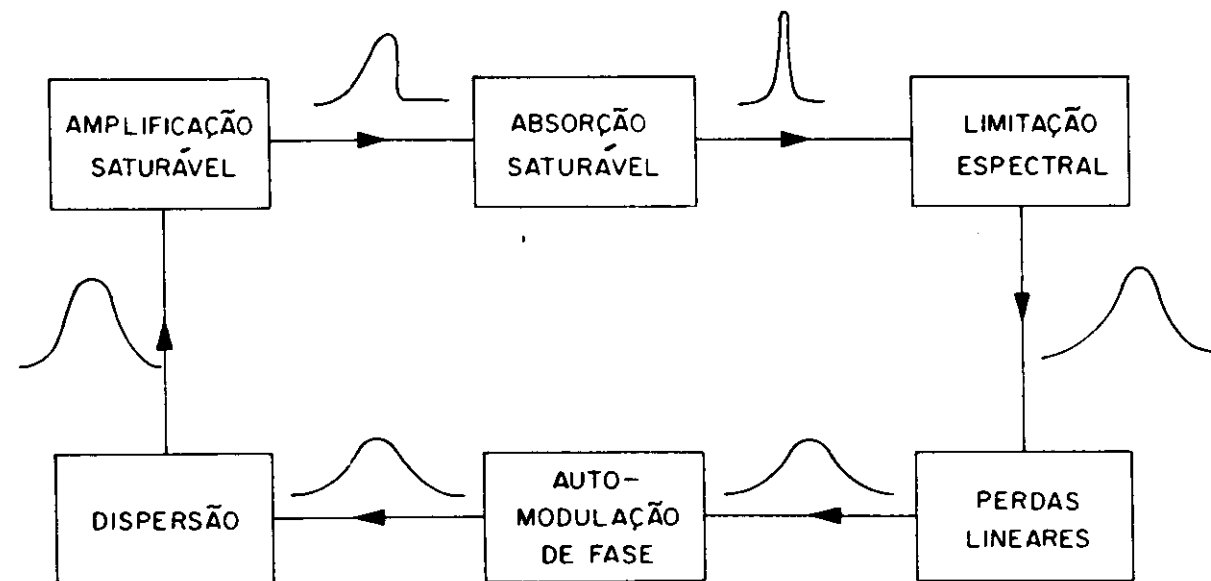 AMPLIFICAÇÃO
SATURÁVEL
ABSORÇÃO
SATURÁVEL
LIMITAÇÃO
ESPECTRAL
DISPERSÃO
AUTO-
MODULAÇÃO
DE FASE
PERDAS
LINEARES